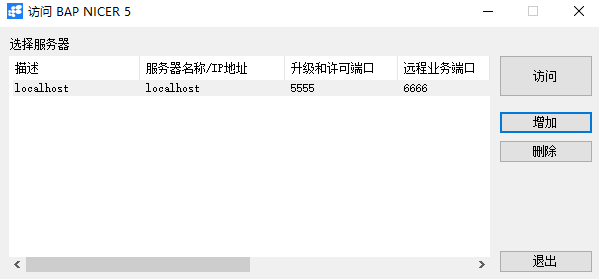 访问 BAP NICER 5
选择服务器
描述 服务器名称/IP地址 升级和许可端口 远程业务端口
localhost localhost 5555 6666
访问
增加
删除
退出